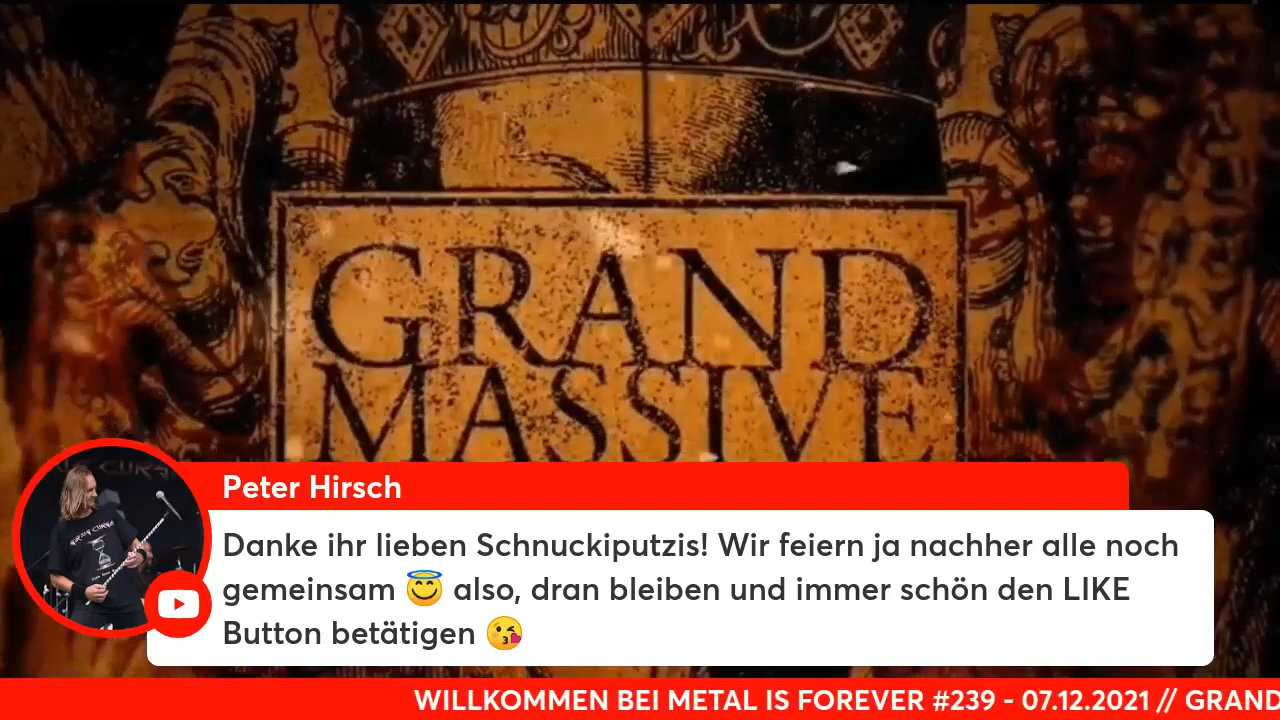 GRAND
MASSIVE
Peter Hirsch
Danke ihr lieben Schnuckiputzis! Wir feiern ja nachher alle noch
gemeinsam 😇 also, dran bleiben und immer schön den LIKE
Button betätigen 😘
WILLKOMMEN BEI METAL IS FOREVER #239 - 07.12.2021 // GRAND